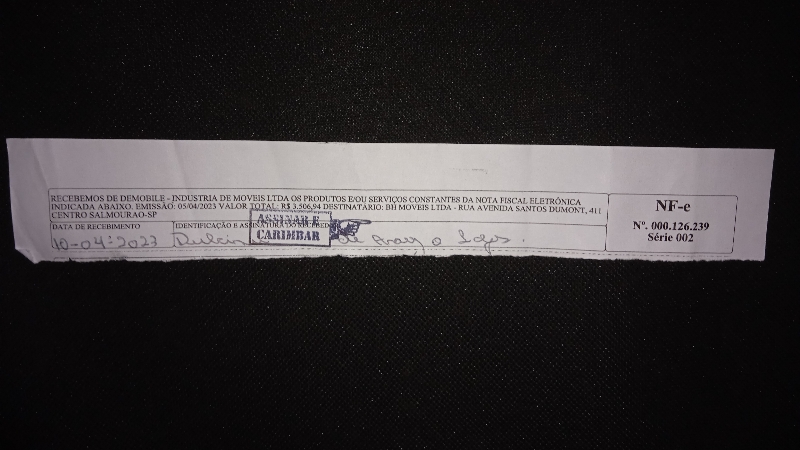 RECEBEMOS DE DEMOBILE - INDUSTRIA DE MOVEIS LTDA OS PRODUTOS E/OU SERVIÇOS CONSTANTES DA NOTA FISCAL ELETRÔNICA
INDICADA ABAIXO. EMISSÃO: 05/04/2023 VALOR TOTAL: R$ 3.506,94 DESTINATÁRIO: BH MOVEIS LTDA - RUA AVENIDA SANTOS DUMONT, 411
CENTRO SALMOURAO-SP
DATA DE RECEBIMENTO
IDENTIFICAÇÃO E ASSINATURA DO RECEBEDOR
10-04-2023
de
ASSINAR E
CARIMBAR
NF-e
Nº. 000.126.239
Série 002